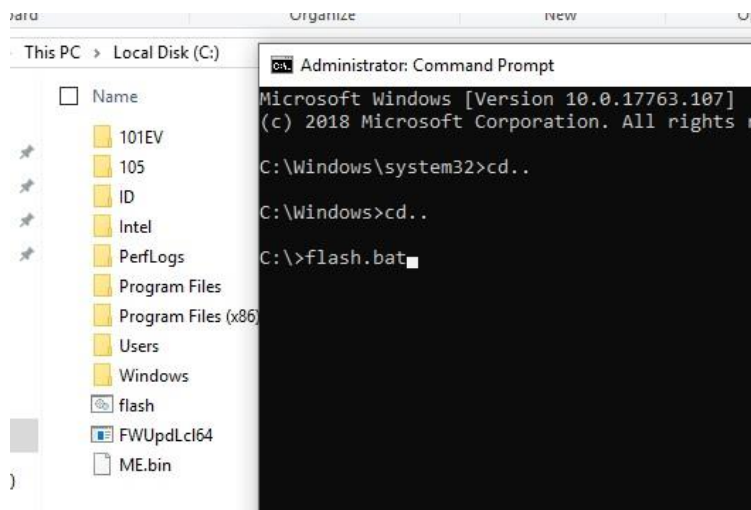 Organize
New
This PC > Local Disk (C:)
Name
101EV
105
ID
Intel
PerfLogs
Program Files
Program Files (x86)
Users
Windows
flash
FWUpdLcl64
ME.bin
)
Administrator: Command Prompt
Microsoft Windows [Version 10.0.17763.107]
(c) 2018 Microsoft Corporation. All rights
C:\Windows\system32>cd..
C:\Windows>cd..
C:\>flash.bat